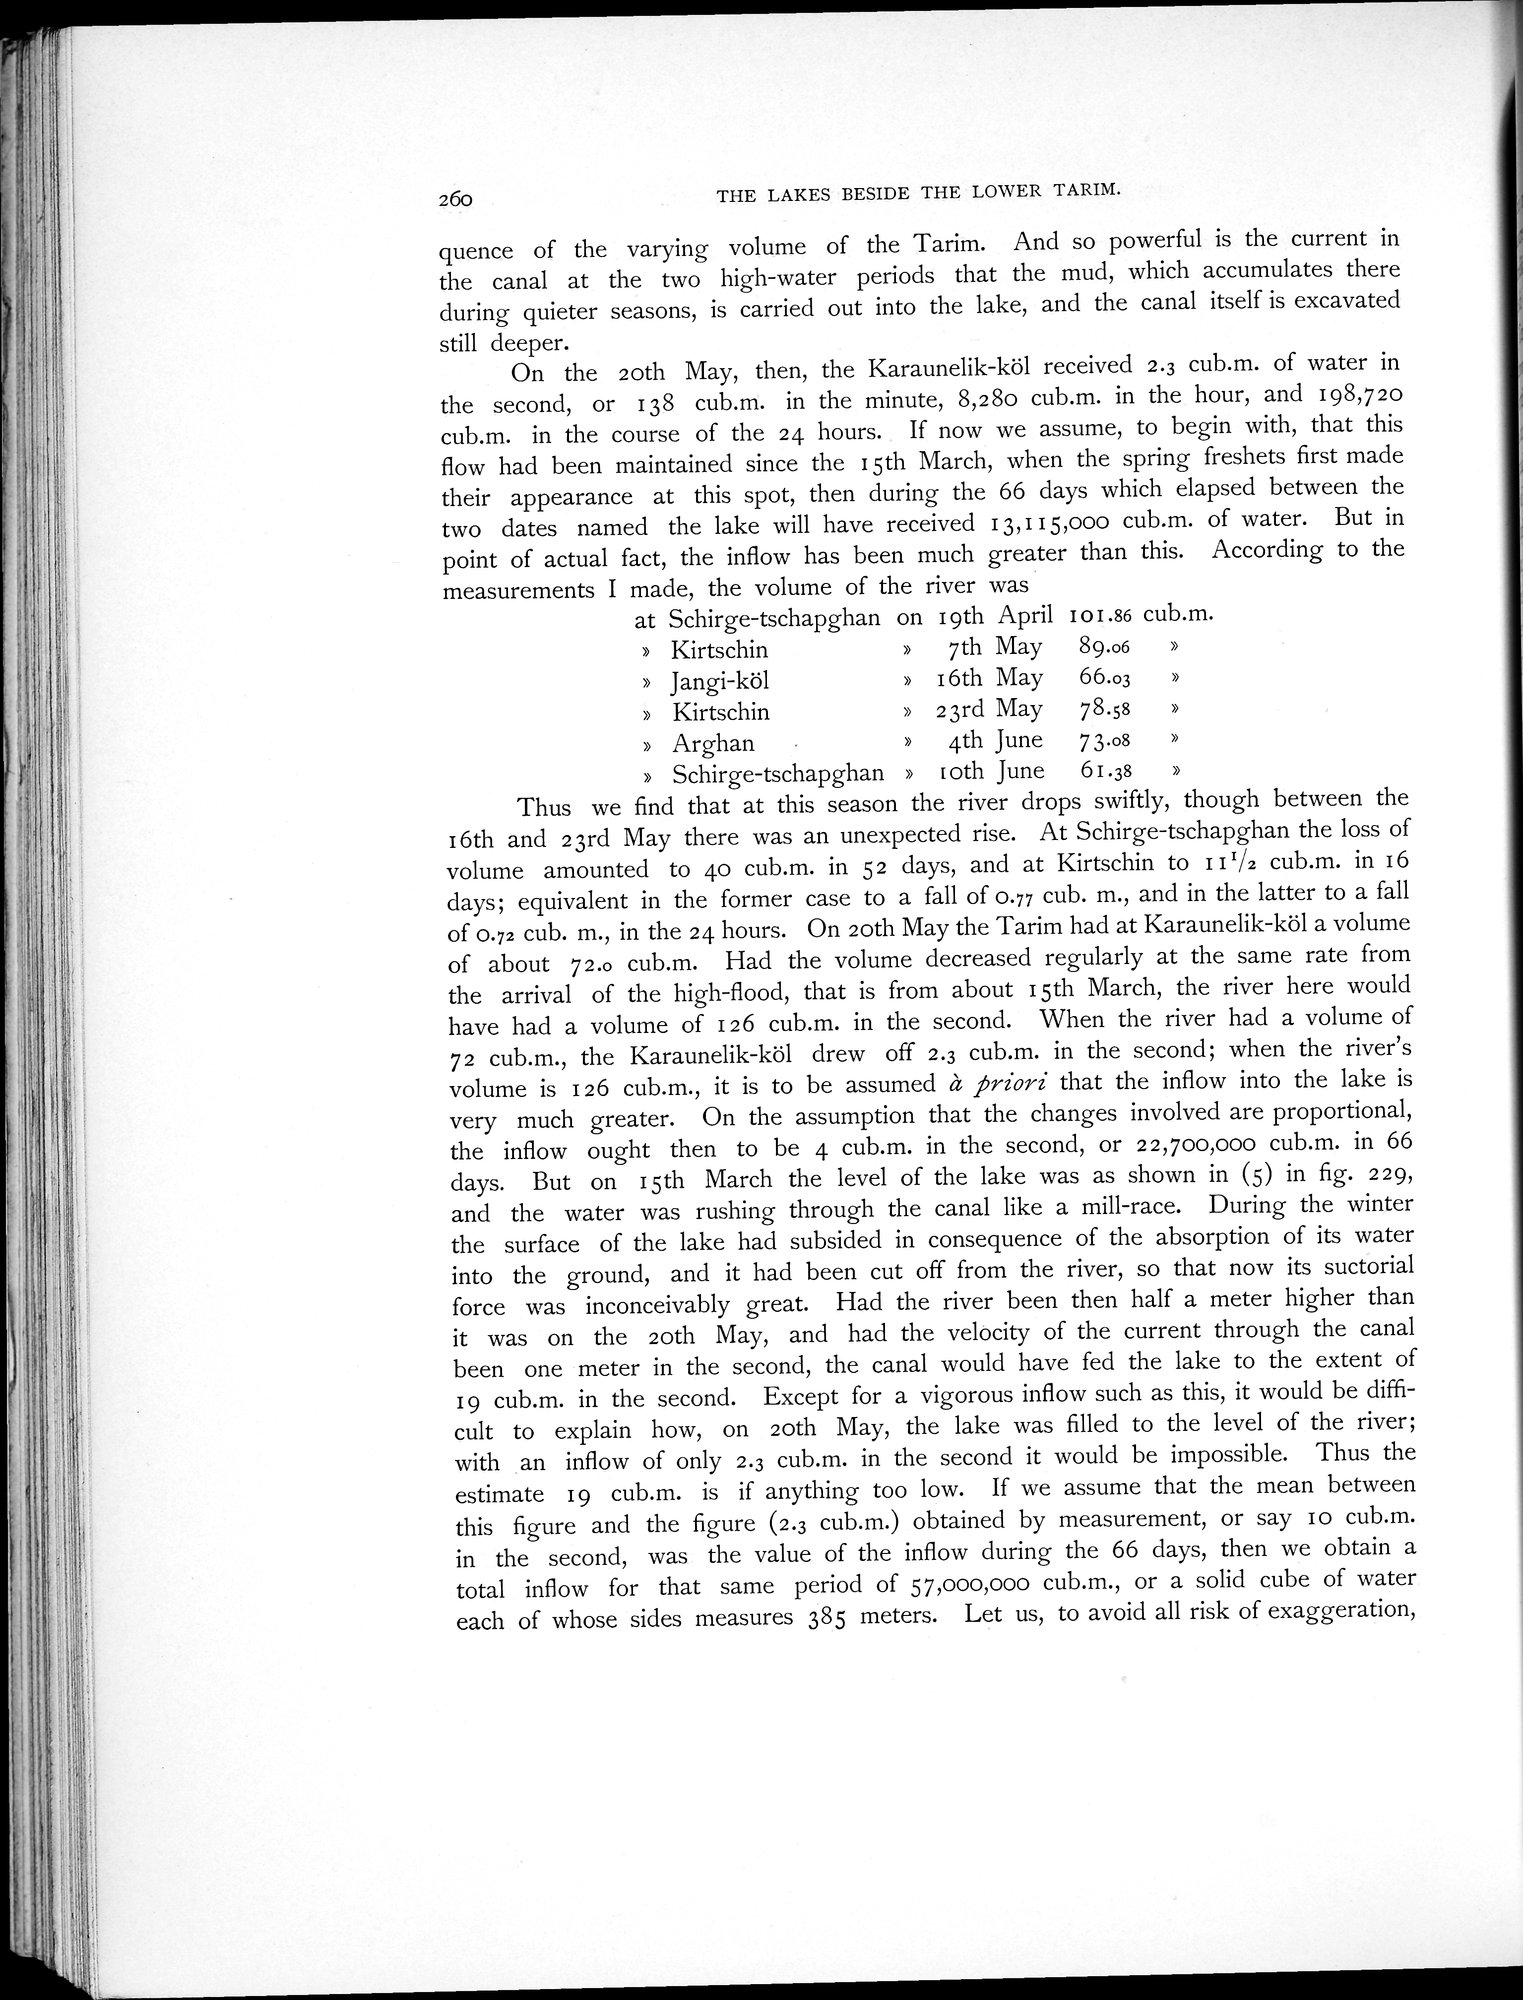 260
THE LAKES BESIDE THE LOWER TARIM.
quence of the varying volume of the Tarim. And so powerful is the current in
the canal at the two high-water periods that the mud, which accumulates there
during quieter seasons, is carried out into the lake, and the canal itself is excavated
still deeper.
On the 20th May, then, the Karaunelik-köl received 2.3 cub.m. of water in
the second, or 138 cub.m. in the minute, 8,280 cub.m. in the hour, and 198,720
cub.m. in the course of the 24 hours. If now we assume, to begin with, that this
flow had been maintained since the 15th March, when the spring freshets first made
their appearance at this spot, then during the 66 days which elapsed between the
two dates named the lake will have received 13,115,000 cub.m. of water. But in
point of actual fact, the inflow has been much greater than this. According to the
measurements I made, the volume of the river was
at Schirge-tschapghan on 19th April 101.86 cub.m.
» Kirtschin » 7th May 89.06 »
» Jangi-köl » 16th May 66.03 »
» Kirtschin » 23rd May 78.58 »
» Arghan » 4th June 73.08 »
» Schirge-tschapghan » 10th June 61.38 »
Thus we find that at this season the river drops swiftly, though between the
16th and 23rd May there was an unexpected rise. At Schirge-tschapghan the loss of
volume amounted to 40 cub.m. in 52 days, and at Kirtschin to 11¹/₂ cub.m. in 16
days; equivalent in the former case to a fall of 0.77 cub. m., and in the latter to a fall
of 0.72 cub. m., in the 24 hours. On 20th May the Tarim had at Karaunelik-köl a volume
of about 72.0 cub.m. Had the volume decreased regularly at the same rate from
the arrival of the high-flood, that is from about 15th March, the river here would
have had a volume of 126 cub.m. in the second. When the river had a volume of
72 cub.m., the Karaunelik-köl drew off 2.3 cub.m. in the second; when the river's
volume is 126 cub.m., it is to be assumed à priori that the inflow into the lake is
very much greater. On the assumption that the changes involved are proportional,
the inflow ought then to be 4 cub.m. in the second, or 22,700,000 cub.m. in 66
days. But on 15th March the level of the lake was as shown in (5) in fig. 229,
and the water was rushing through the canal like a mill-race. During the winter
the surface of the lake had subsided in consequence of the absorption of its water
into the ground, and it had been cut off from the river, so that now its suctorial
force was inconceivably great. Had the river been then half a meter higher than
it was on the 20th May, and had the velocity of the current through the canal
been one meter in the second, the canal would have fed the lake to the extent of
19 cub.m. in the second. Except for a vigorous inflow such as this, it would be diffi-
cult to explain how, on 20th May, the lake was filled to the level of the river;
with an inflow of only 2.3 cub.m. in the second it would be impossible. Thus the
estimate 19 cub.m. is if anything too low. If we assume that the mean between
this figure and the figure (2.3 cub.m.) obtained by measurement, or say 10 cub.m.
in the second, was the value of the inflow during the 66 days, then we obtain a
total inflow for that same period of 57,000,000 cub.m., or a solid cube of water
each of whose sides measures 385 meters. Let us, to avoid all risk of exaggeration,